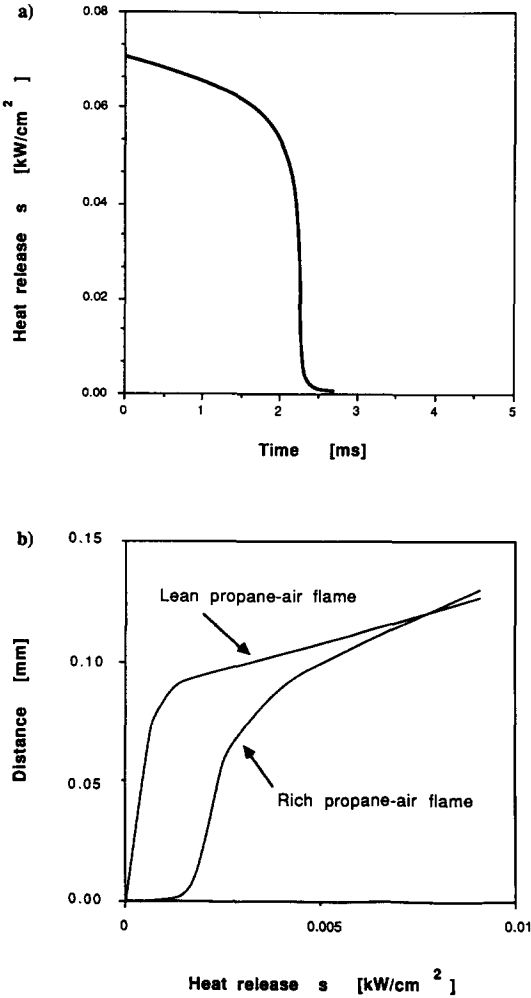 a)
0.08
0.06
0.04
0.02
0.00
Heat release s [kW/cm 2 ]
0 1 2 3 4 5
Time [ms]
b)
0.15
0.10
0.05
0.00
Distance [mm]
Lean propane-air flame
Rich propane-air flame
0 0.005 0.01
Heat release s [kW/cm 2 ]